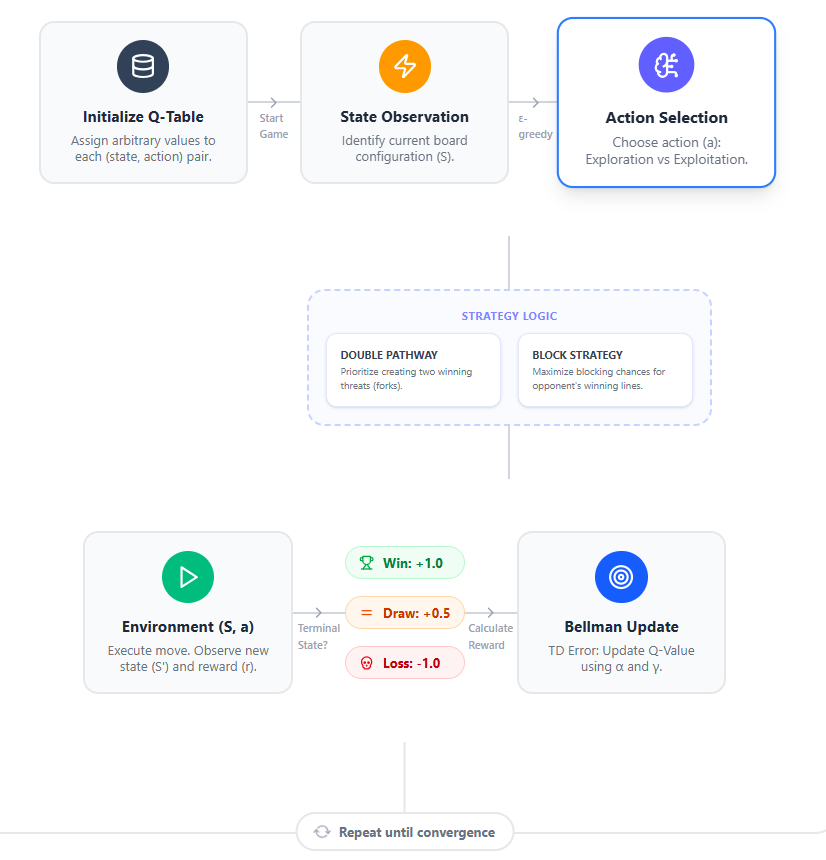 Initialize Q-Table
Assign arbitrary values to
each (state, action) pair.
Start
Game
State Observation
Identify current board
configuration (S).
ε-
greedy
Action Selection
Choose action (a):
Exploration vs Exploitation.
STRATEGY LOGIC
DOUBLE PATHWAY
Prioritize creating two winning
threats (forks).
BLOCK STRATEGY
Maximize blocking chances for
opponent's winning lines.
Environment (S, a)
Execute move. Observe new
state (S') and reward (r).
Terminal
State?
Win: +1.0
Draw: +0.5
Loss: -1.0
Calculate
Reward
Bellman Update
TD Error: Update Q-Value
using α and γ.
Repeat until convergence